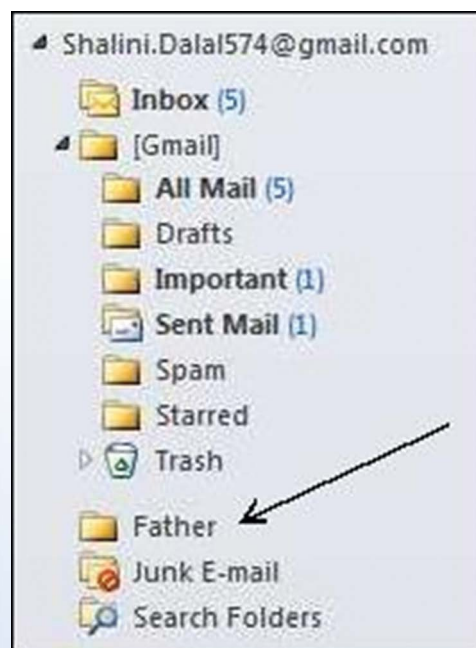 Shalini.Dalal574@gmail.com
Inbox (5)
[Gmail]
All Mail (5)
Drafts
Important (1)
Sent Mail (1)
Spam
Starred
Trash
Father
Junk E-mail
Search Folders